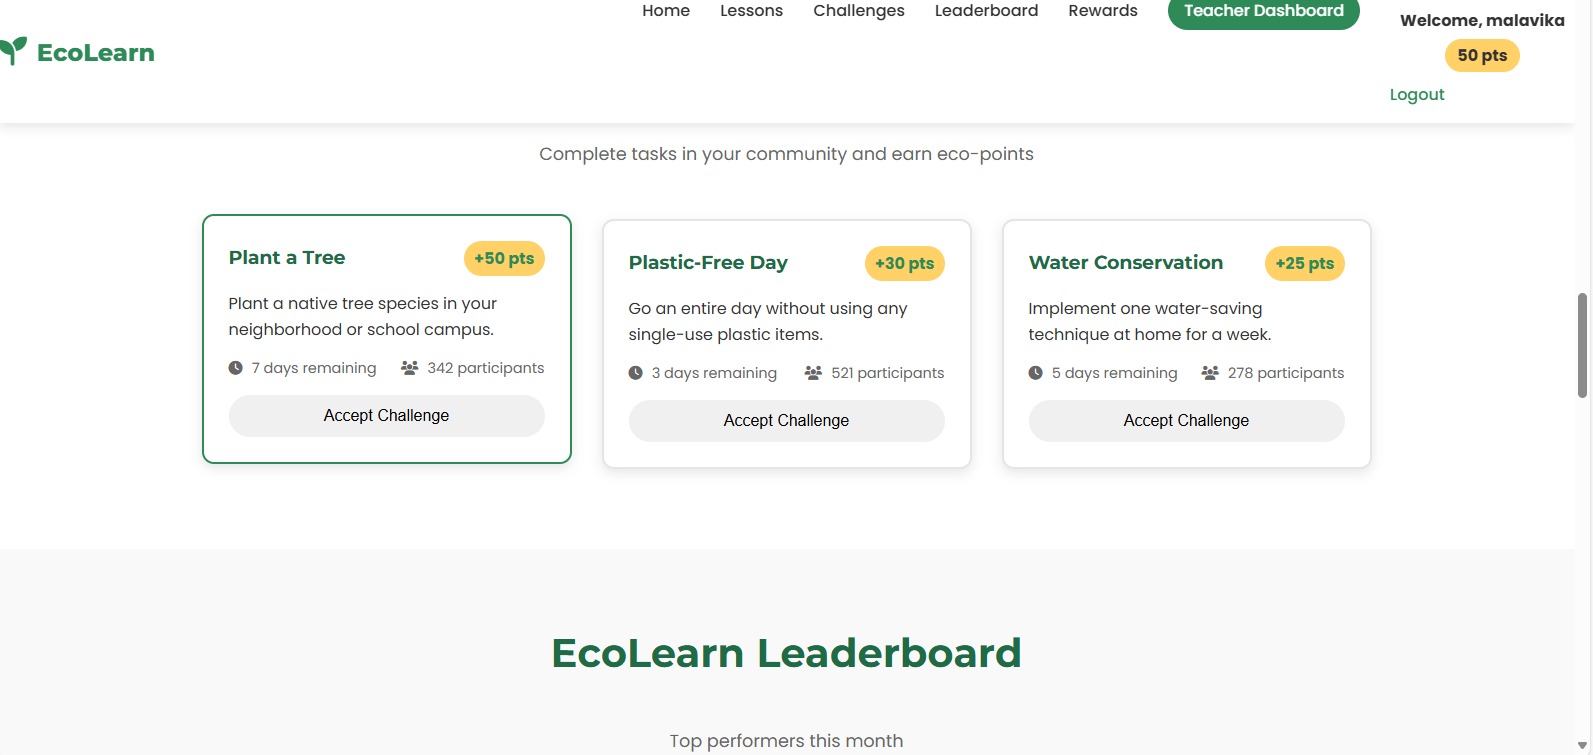 Home Lessons Challenges Leaderboard Rewards Teacher Dashboard
Welcome, malavika
EcoLearn
50 pts
Logout
Complete tasks in your community and earn eco-points
Plant a Tree
+50 pts
Plant a native tree species in your
neighborhood or school campus.
7 days remaining 342 participants
Accept Challenge
Plastic-Free Day
+30 pts
Go an entire day without using any
single-use plastic items.
3 days remaining 521 participants
Accept Challenge
Water Conservation
+25 pts
Implement one water-saving
technique at home for a week.
5 days remaining 278 participants
Accept Challenge
EcoLearn Leaderboard
Top performers this month